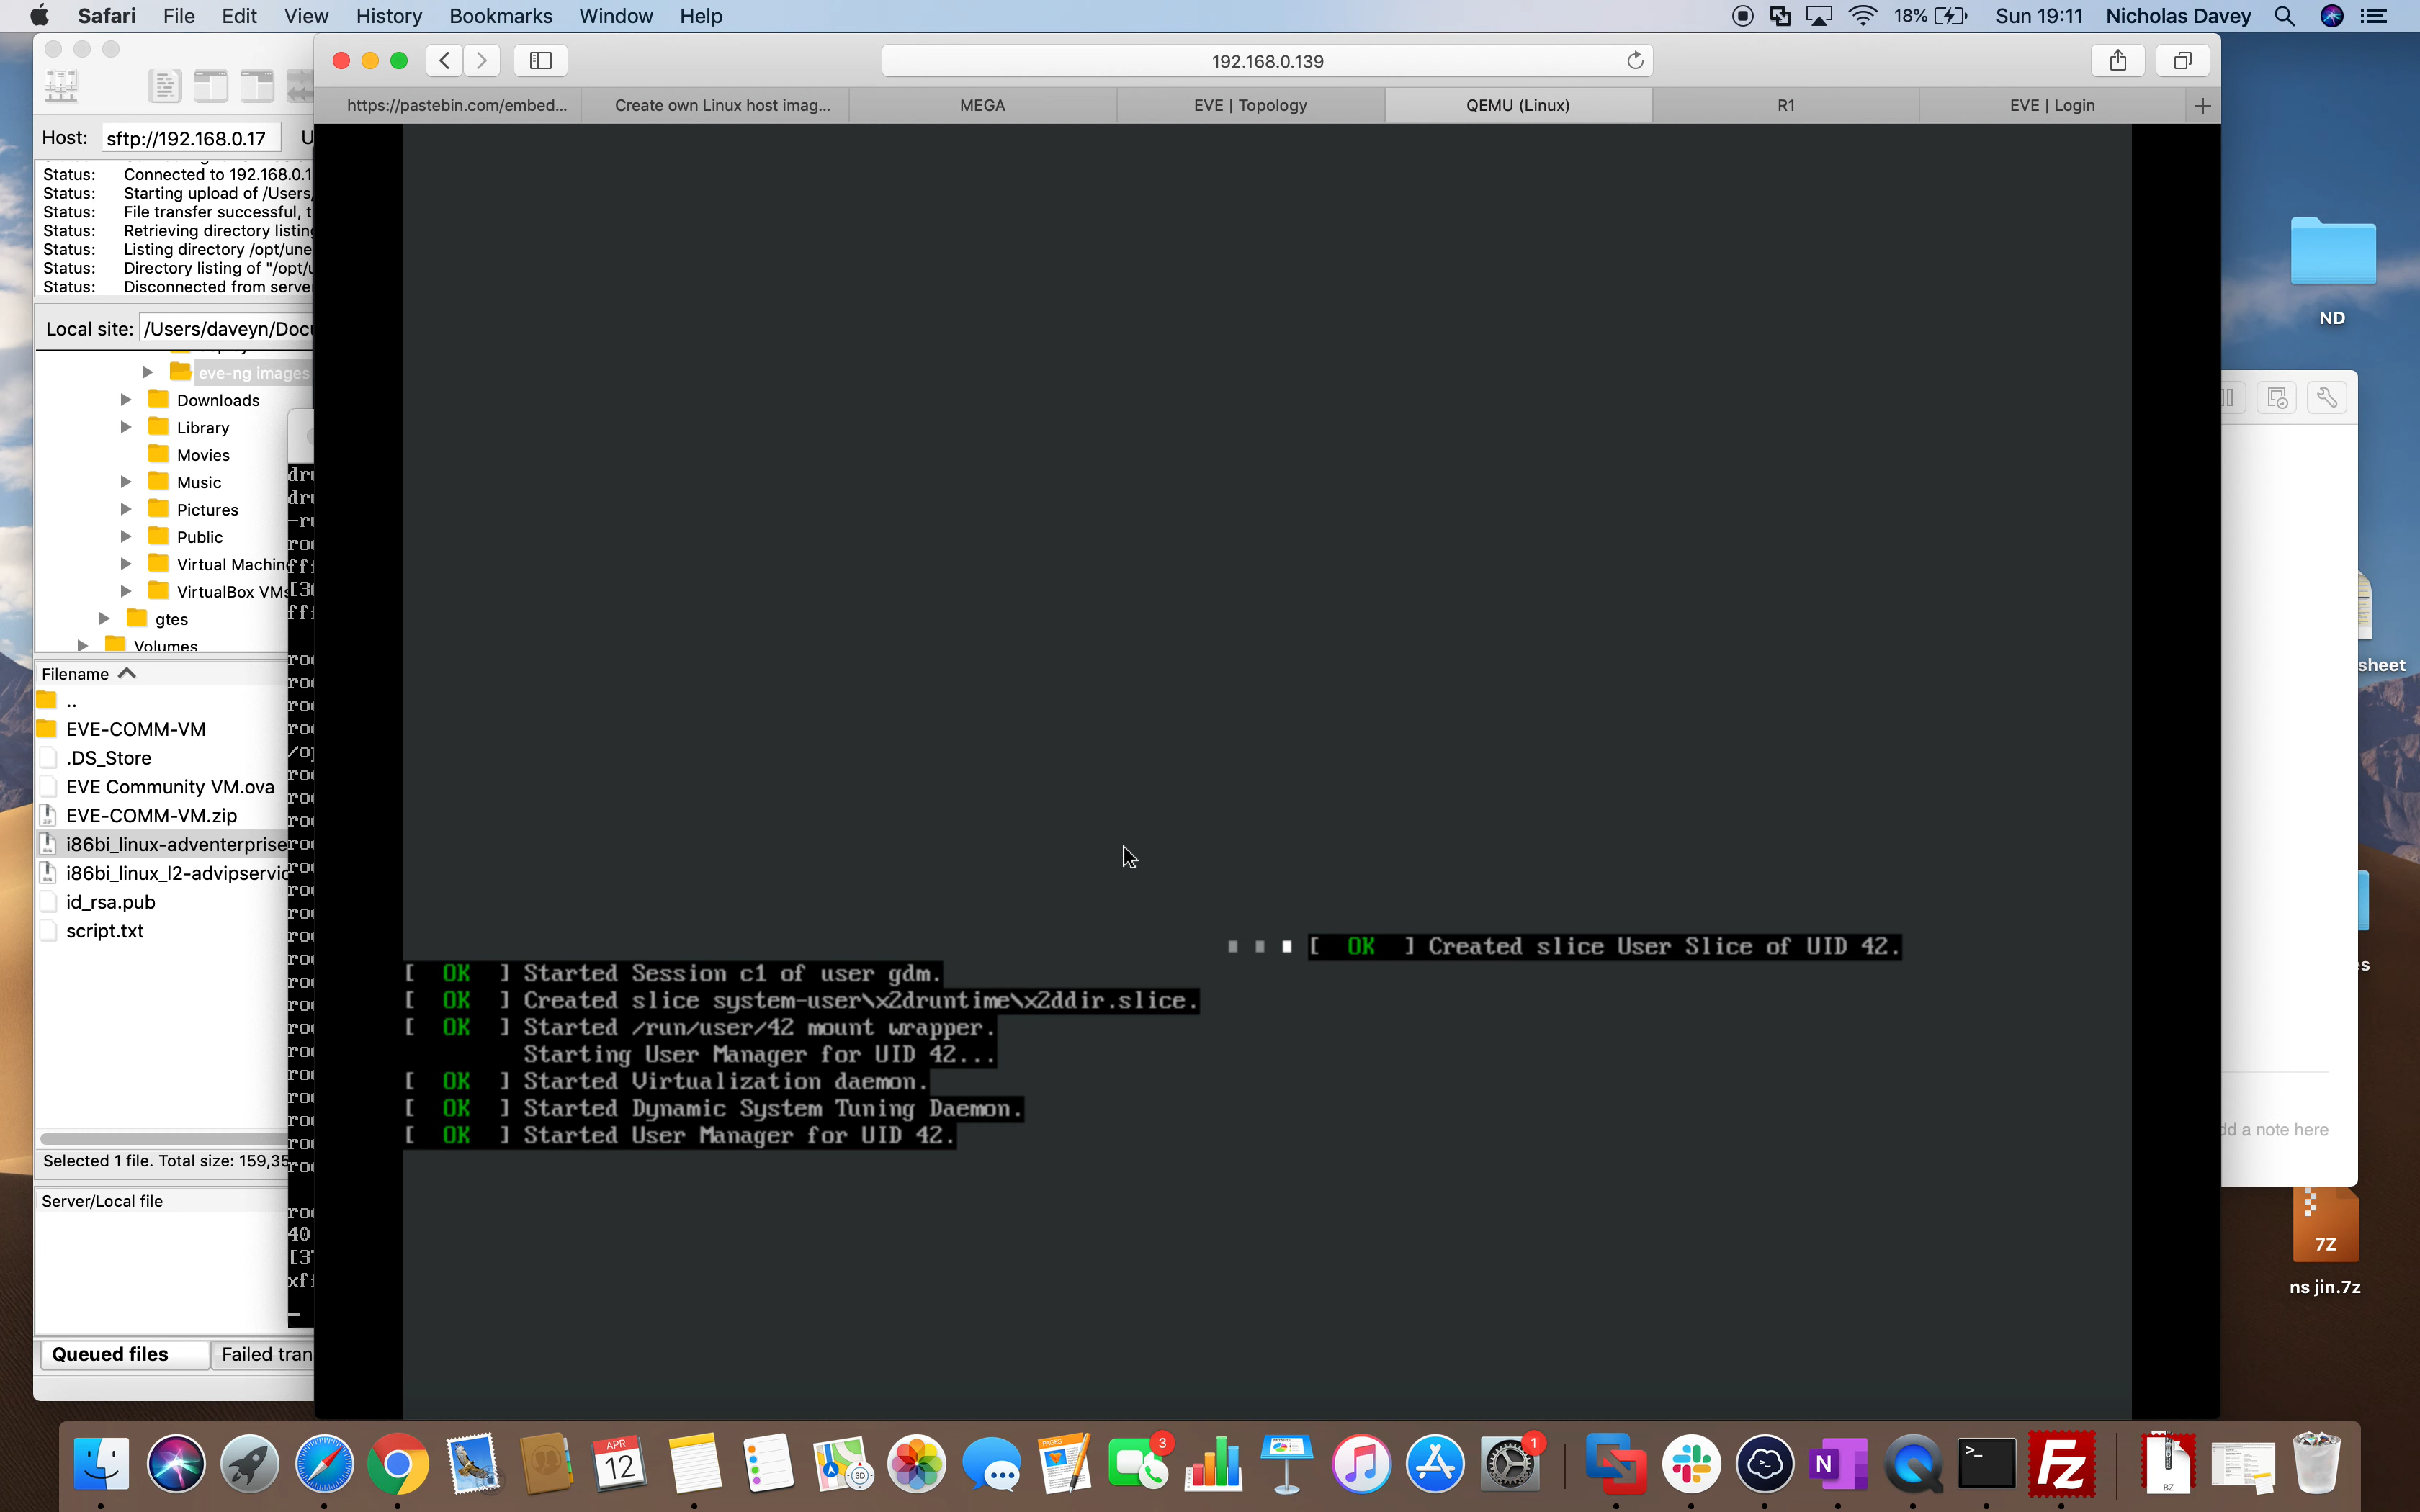 Safari File Edit View History Bookmarks Window Help 18% Sun 19:11 Nicholas Davey
192.168.0.139
https://pastebin.com/embed... Create own Linux host imag... MEGA EVE | Topology QEMU (Linux) R1 EVE | Login
Host: sftp://192.168.0.17 U
Status: Connected to 192.168.0.1
Status: Starting upload of /Users/
Status: File transfer successful, t
Status: Retrieving directory listing
Status: Listing directory /opt/une
Status: Directory listing of "/opt/u
Status: Disconnected from serve
Local site: /Users/daveyn/Docu
eve-ng images
Downloads
Library
Movies
Music
Pictures
Public
Virtual Machin
VirtualBox VMs
gtes
Volumes
Filename
..
EVE-COMM-VM
.DS_Store
EVE Community VM.ova
EVE-COMM-VM.zip
i86bi_linux-adventerprise
i86bi_linux_l2-advipservic
id_rsa.pub
script.txt
Selected 1 file. Total size: 159,35
Server/Local file
Queued files Failed tran
[ OK ] Created slice User Slice of UID 42.
[ OK ] Started Session c1 of user gdm.
[ OK ] Created slice system-user\x2druntime\x2ddir.slice.
[ OK ] Started /run/user/42 mount wrapper.
Starting User Manager for UID 42...
[ OK ] Started Virtualization daemon.
[ OK ] Started Dynamic System Tuning Daemon.
[ OK ] Started User Manager for UID 42.
ND
sheet
es
dd a note here
7Z
ns jin.7z
APR
12
PAGES
3D
3
1
N
>_
Fz
BZ